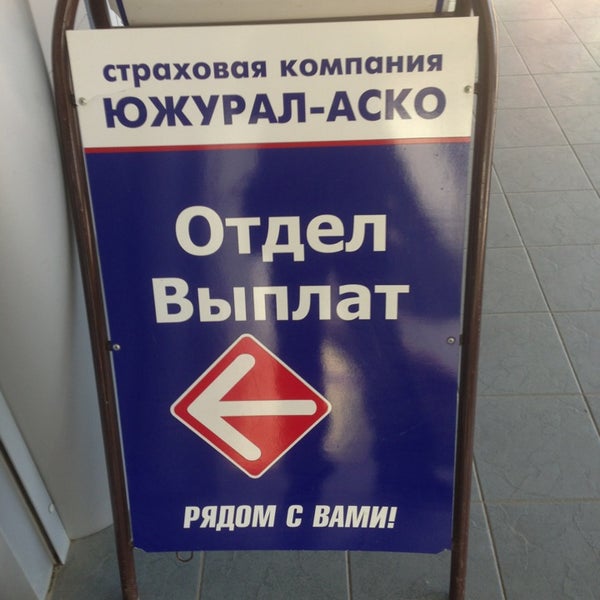 страховая компания
ЮЖУРАЛ-АСКО
Отдел
Выплат
РЯДОМ С ВАМИ!